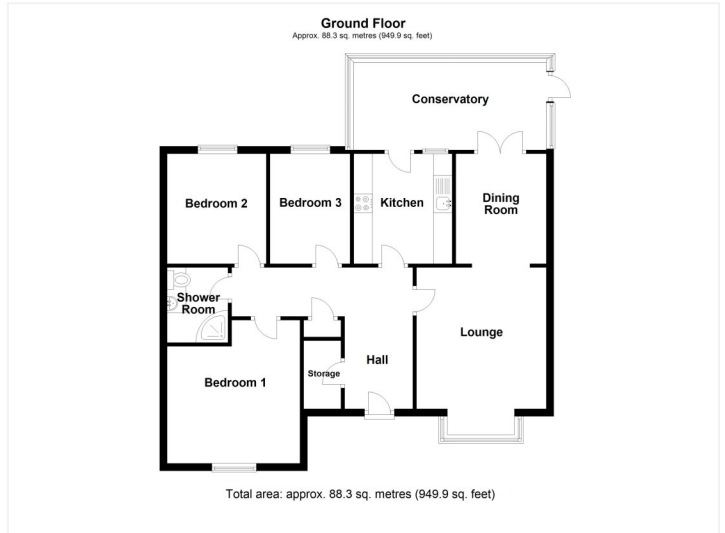 Ground Floor
Approx. 88.3 sq. metres (949.9 sq. feet)
Conservatory
Bedroom 2
Bedroom 3
Kitchen
Dining
Room
Shower
Room
Lounge
Hall
Storage
Bedroom 1
Total area: approx. 88.3 sq. metres (949.9 sq. feet)